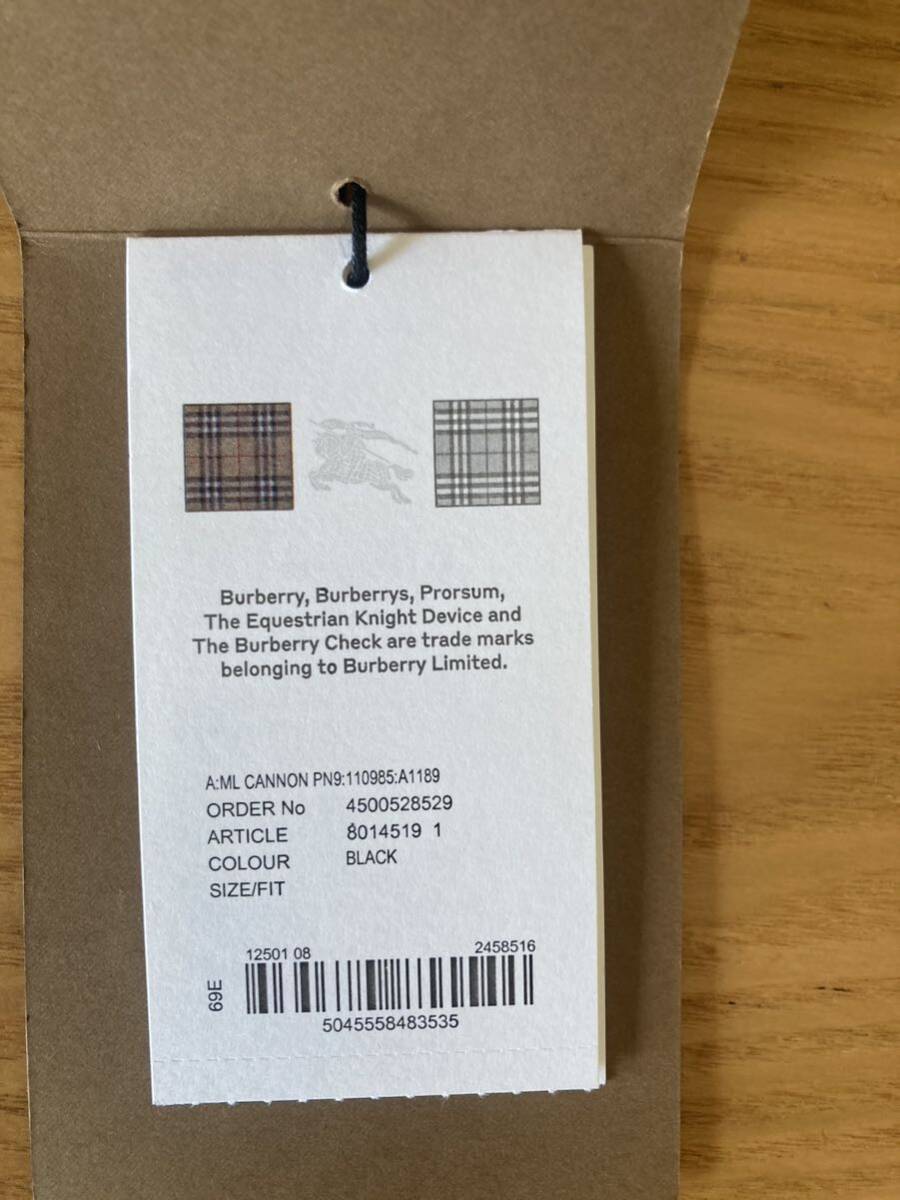 Burberry, Burberrys, Prorsum,
The Equestrian Knight Device and
The Burberry Check are trade marks
belonging to Burberry Limited.
A:ML CANNON PN9:110985:A1189
ORDER No 4500528529
ARTICLE 8014519 1
COLOUR BLACK
SIZE/FIT
12501 08 2458516
69E
5045558483535